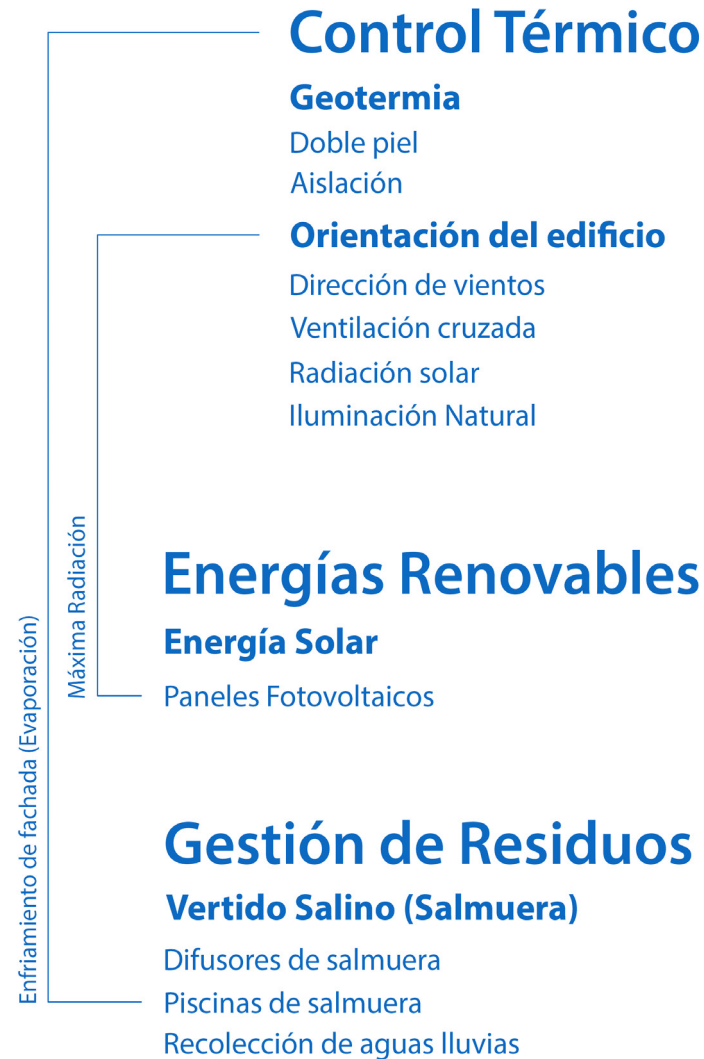 Control Térmico
Geotermia
Doble piel
Aislación
Orientación del edificio
Dirección de vientos
Ventilación cruzada
Radiación solar
Iluminación Natural
Máxima Radiación
Enfriamiento de fachada (Evaporación)
Energías Renovables
Energía Solar
Paneles Fotovoltaicos
Gestión de Residuos
Vertido Salino (Salmuera)
Difusores de salmuera
Piscinas de salmuera
Recolección de aguas lluvias